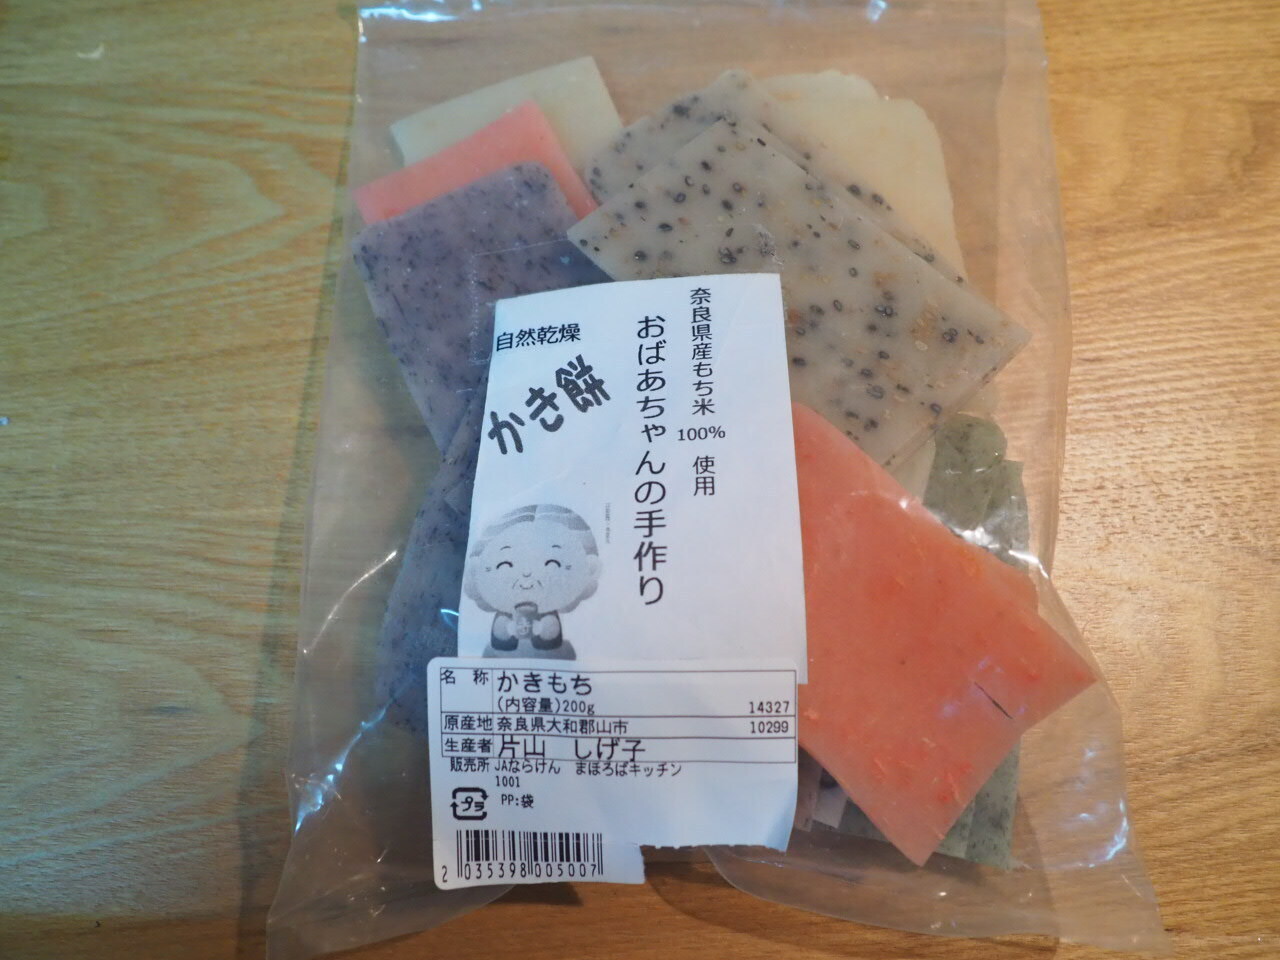 奈良県産もち米100%使用
おばあちゃんの手作り
自然乾燥
かき餅
名 称 かきもち
(内容量)200g 14327
原産地 奈良県大和郡山市 10299
生産者 片山 しげ子
販売所 JAならけん まほろばキッチン
1001
プラ PP:袋
2 035398 005007